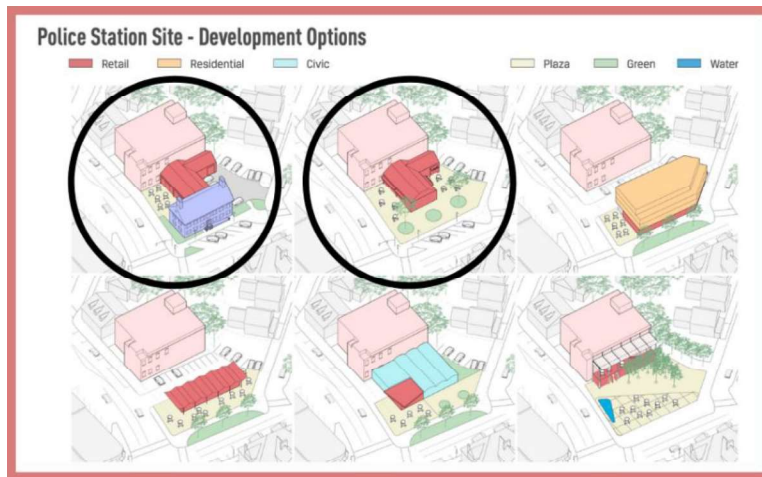 Police Station Site - Development Options
Retail Residential Civic Plaza Green Water